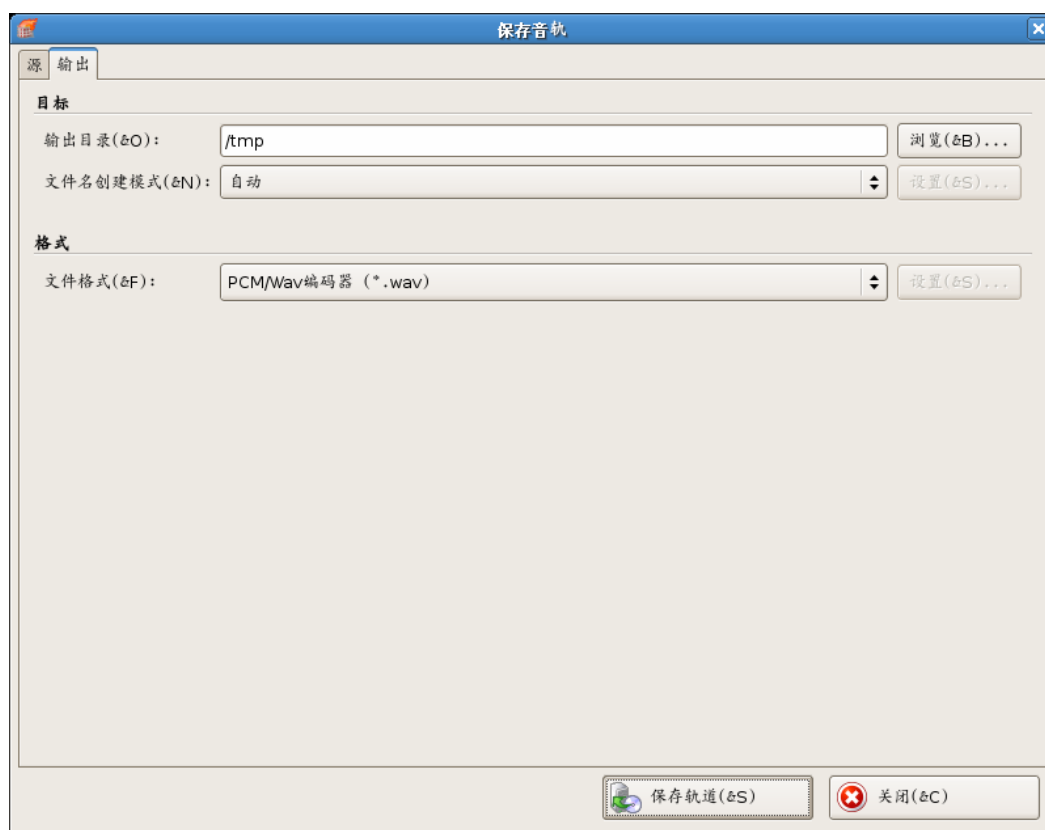 保存音轨
源 输出
目标
输出目录(&O): /tmp 浏览(&B)...
文件名创建模式(&N): 自动 设置(&S)...
格式
文件格式(&F): PCM/Wav编码器 (*.wav) 设置(&S)...
保存轨道(&S) 关闭(&C)